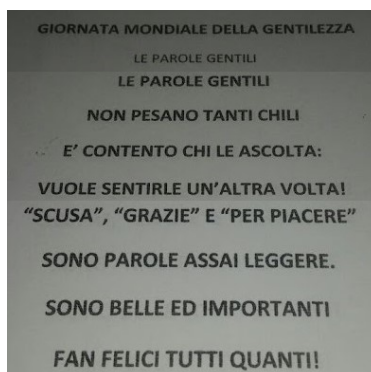 GIORNATA MONDIALE DELLA GENTILEZZA
LE PAROLE GENTILI
LE PAROLE GENTILI
NON PESANO TANTI CHILI
E' CONTENTO CHI LE ASCOLTA:
VUOLE SENTIRLE UN'ALTRA VOLTA!
“SCUSA”, “GRAZIE” E “PER PIACERE”
SONO PAROLE ASSAI LEGGERE.
SONO BELLE ED IMPORTANTI
FAN FELICI TUTTI QUANTI!